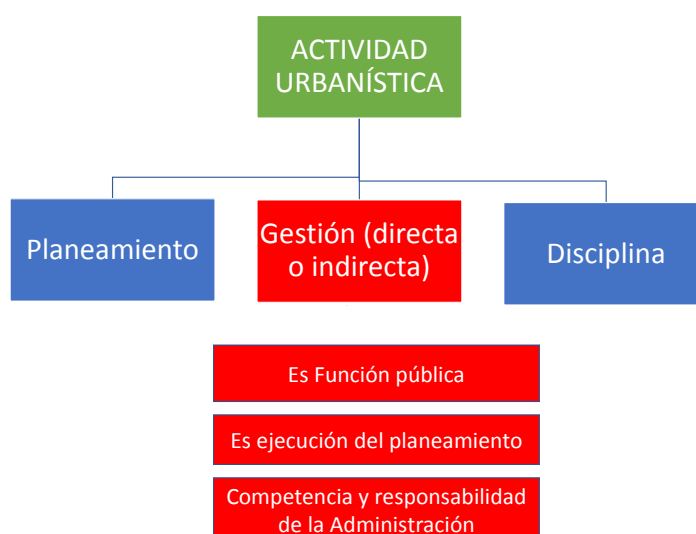 ACTIVIDAD
URBANÍSTICA
Planeamiento
Gestión (directa
o indirecta)
Disciplina
Es Función pública
Es ejecución del planeamiento
Competencia y responsabilidad
de la Administración